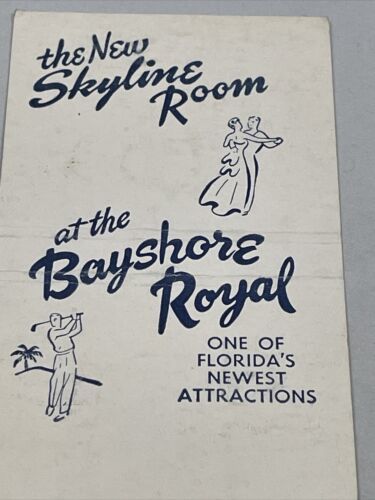 the New
Skyline
Room
at the
Bayshore
Royal
ONE OF
FLORIDA'S
NEWEST
ATTRACTIONS